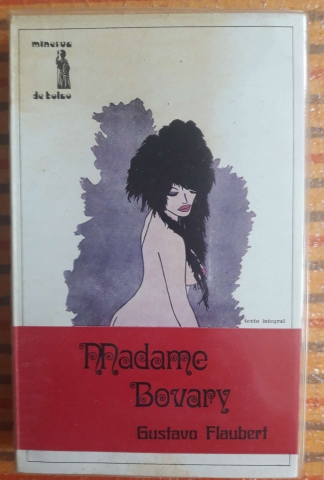 minerva
de bolso
texto integral
Madame
Bovary
Gustavo Flaubert